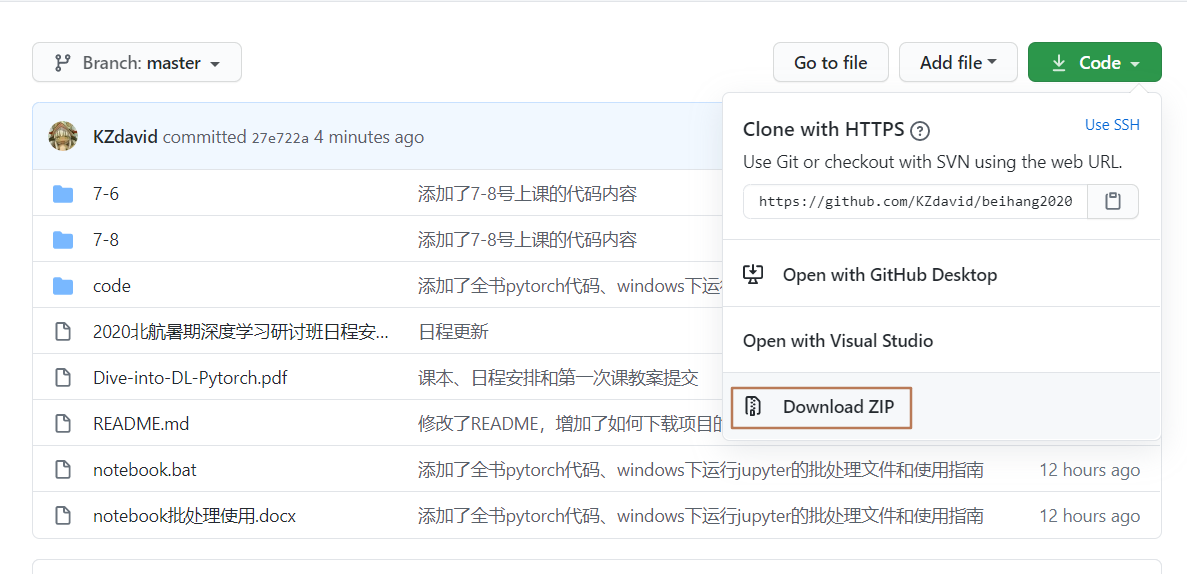 Branch: master
Go to file
Add file
Code
KZdavid committed 27e722a 4 minutes ago
Clone with HTTPS ?
Use SSH
Use Git or checkout with SVN using the web URL.
https://github.com/KZdavid/beihang2020
Open with GitHub Desktop
Open with Visual Studio
Download ZIP
7-6 添加了7-8号上课的代码内容
7-8 添加了7-8号上课的代码内容
code 添加了全书pytorch代码、windows下运行
2020北航暑期深度学习研讨班日程安... 日程更新
Dive-into-DL-Pytorch.pdf 课本、日程安排和第一次课教案提交
README.md 修改了README，增加了如何下载项目的
notebook.bat 添加了全书pytorch代码、windows下运行jupyter的批处理文件和使用指南 12 hours ago
notebook批处理使用.docx 添加了全书pytorch代码、windows下运行jupyter的批处理文件和使用指南 12 hours ago